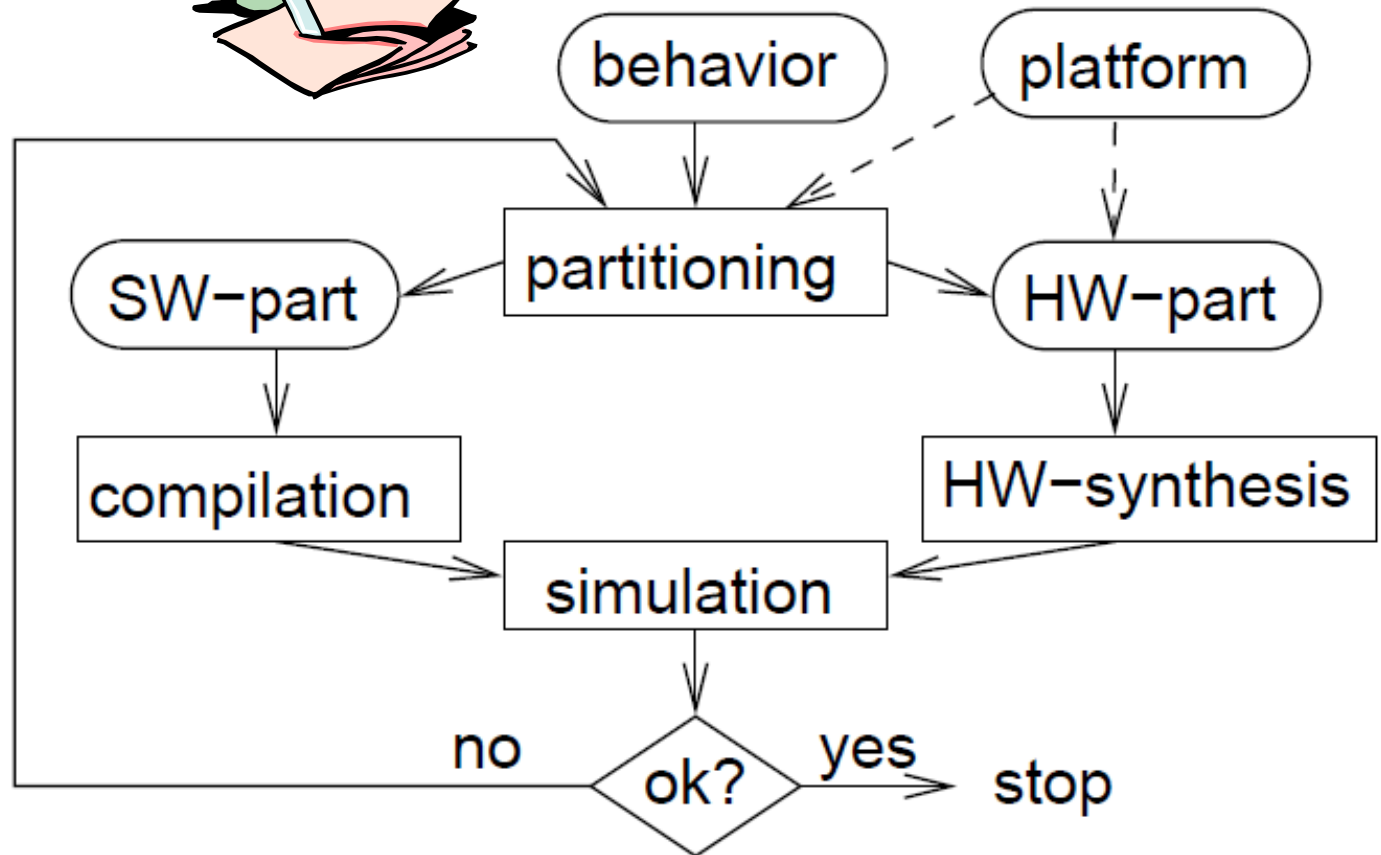 behavior
platform
partitioning
SW−part
HW−part
compilation
HW−synthesis
simulation
no
ok?
yes
stop